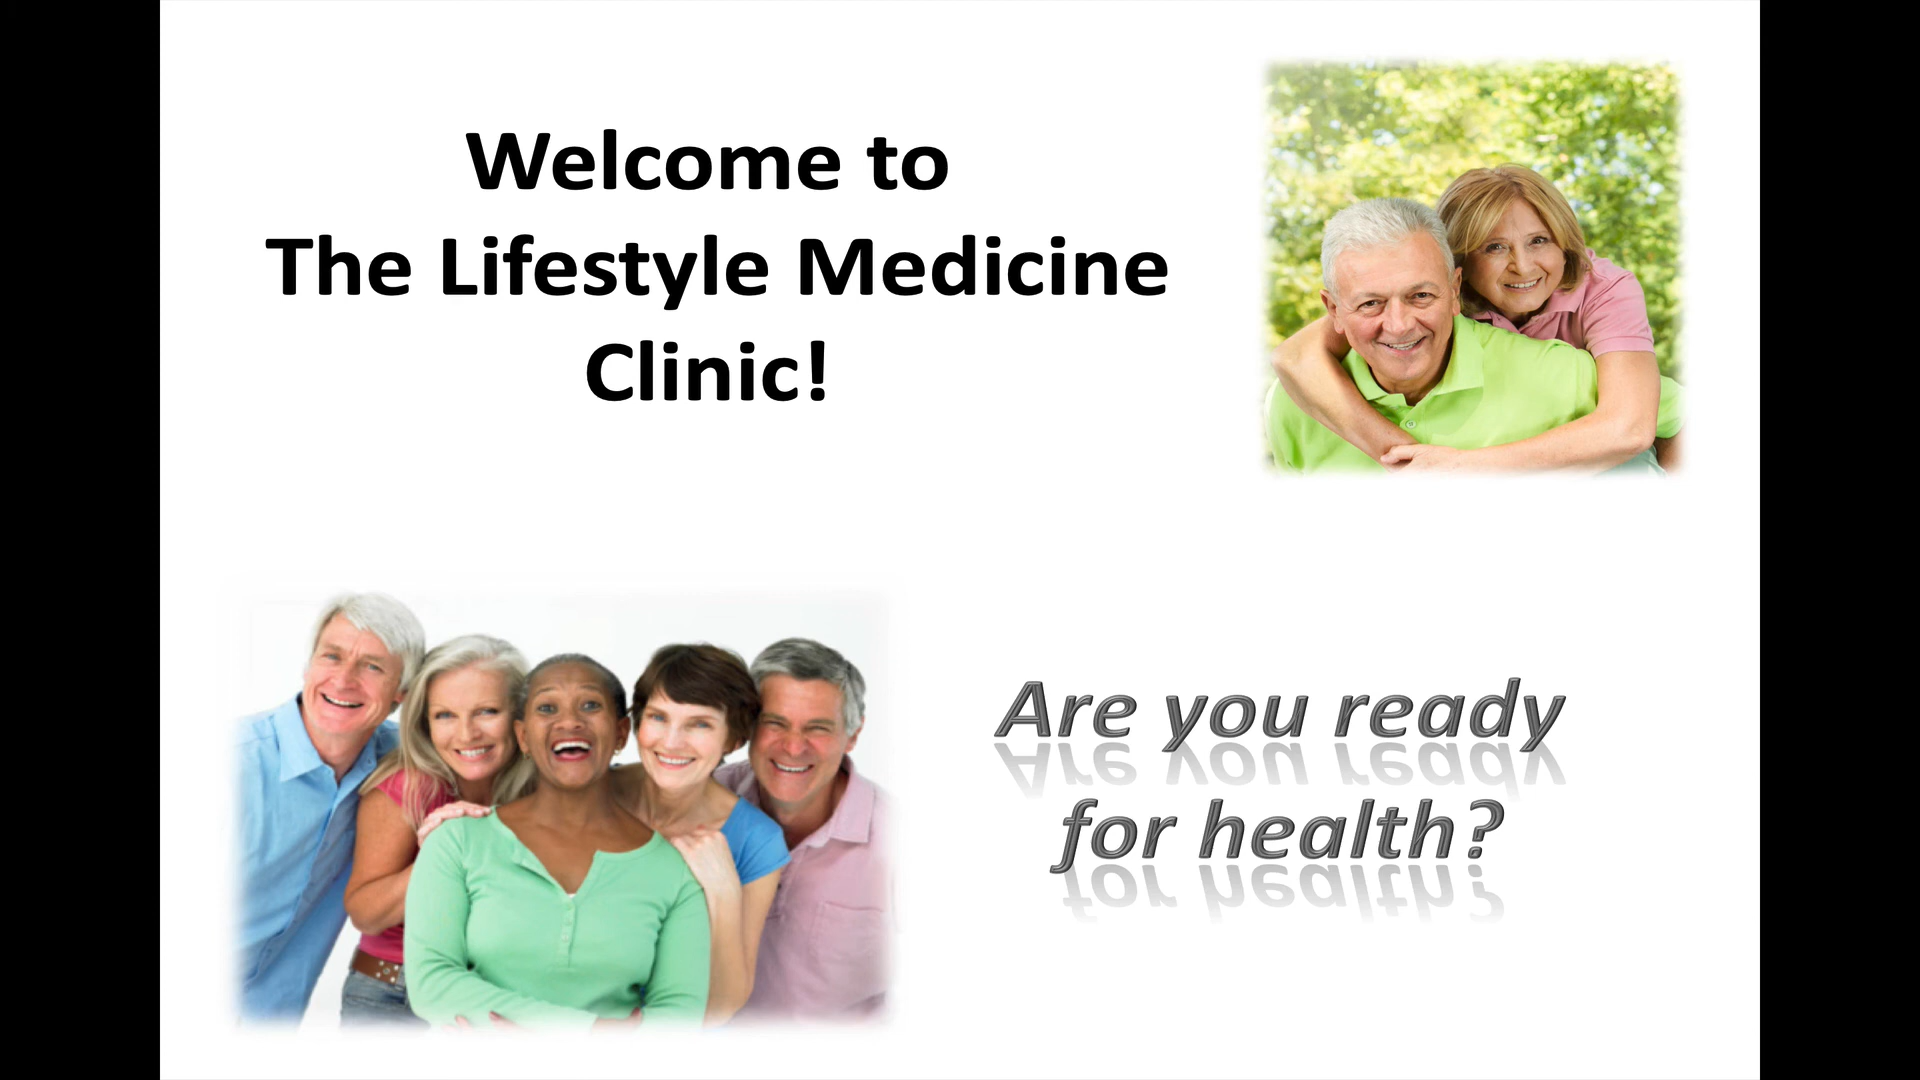 Welcome to
The Lifestyle Medicine
Clinic!
Are you ready
for health?